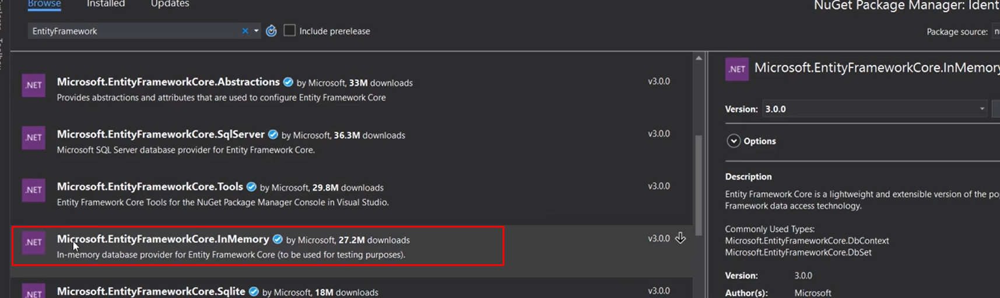 Browse Installed Updates
NuGet Package Manager: Identi
EntityFramework
Include prerelease
Package source:
.NET Microsoft.EntityFrameworkCore.Abstractions by Microsoft, 33M downloads v3.0.0
Provides abstractions and attributes that are used to configure Entity Framework Core
.NET Microsoft.EntityFrameworkCore.SqlServer by Microsoft, 36.3M downloads v3.0.0
Microsoft SQL Server database provider for Entity Framework Core.
.NET Microsoft.EntityFrameworkCore.Tools by Microsoft, 29.8M downloads v3.0.0
Entity Framework Core Tools for the NuGet Package Manager Console in Visual Studio.
.NET Microsoft.EntityFrameworkCore.InMemory by Microsoft, 27.2M downloads v3.0.0
In-memory database provider for Entity Framework Core (to be used for testing purposes).
.NET Microsoft.EntityFrameworkCore.Sqlite by Microsoft, 18M downloads v3.0.0
.NET Microsoft.EntityFrameworkCore.InMemory
Version: 3.0.0
Options
Description
Entity Framework Core is a lightweight and extensible version of the po
Framework data access technology.
Commonly Used Types:
Microsoft.EntityFrameworkCore.DbContext
Microsoft.EntityFrameworkCore.DbSet
Version: 3.0.0
Author(s): Microsoft